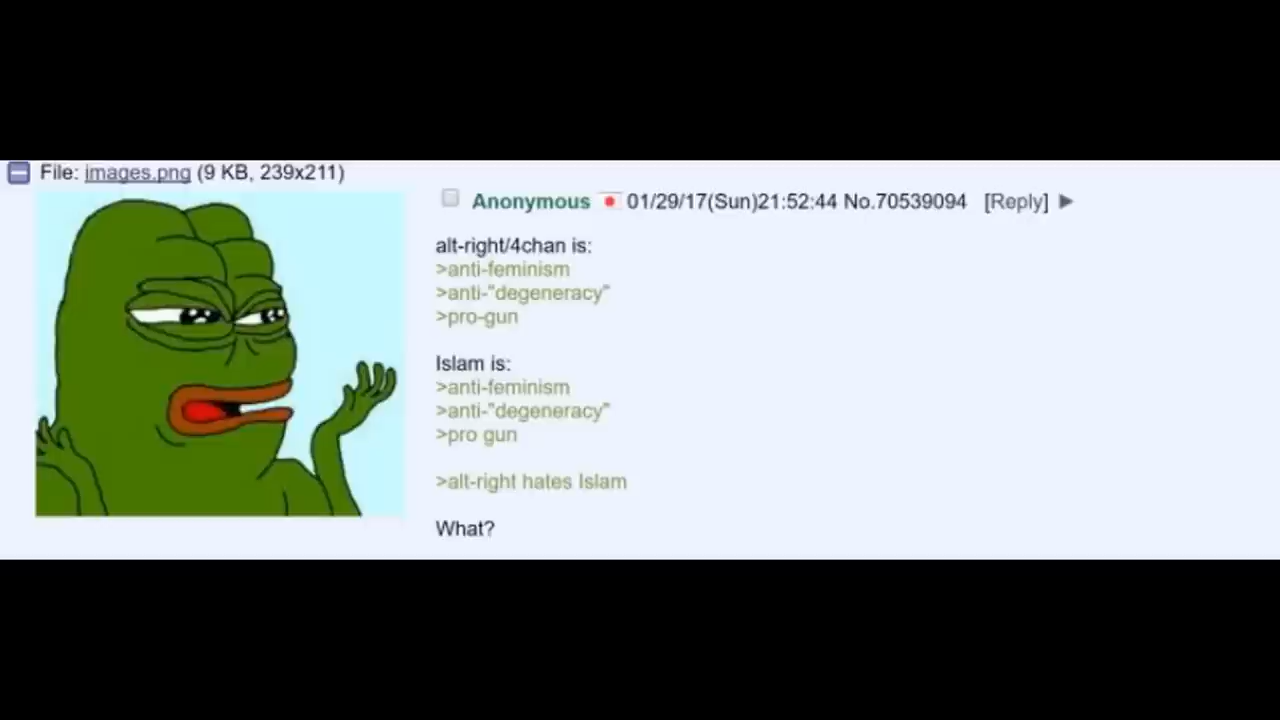 File: images.png (9 KB, 239x211)
Anonymous 01/29/17(Sun)21:52:44 No.70539094 [Reply] ▶
alt-right/4chan is:
>anti-feminism
>anti-"degeneracy"
>pro-gun
Islam is:
>anti-feminism
>anti-"degeneracy"
>pro gun
>alt-right hates Islam
What?